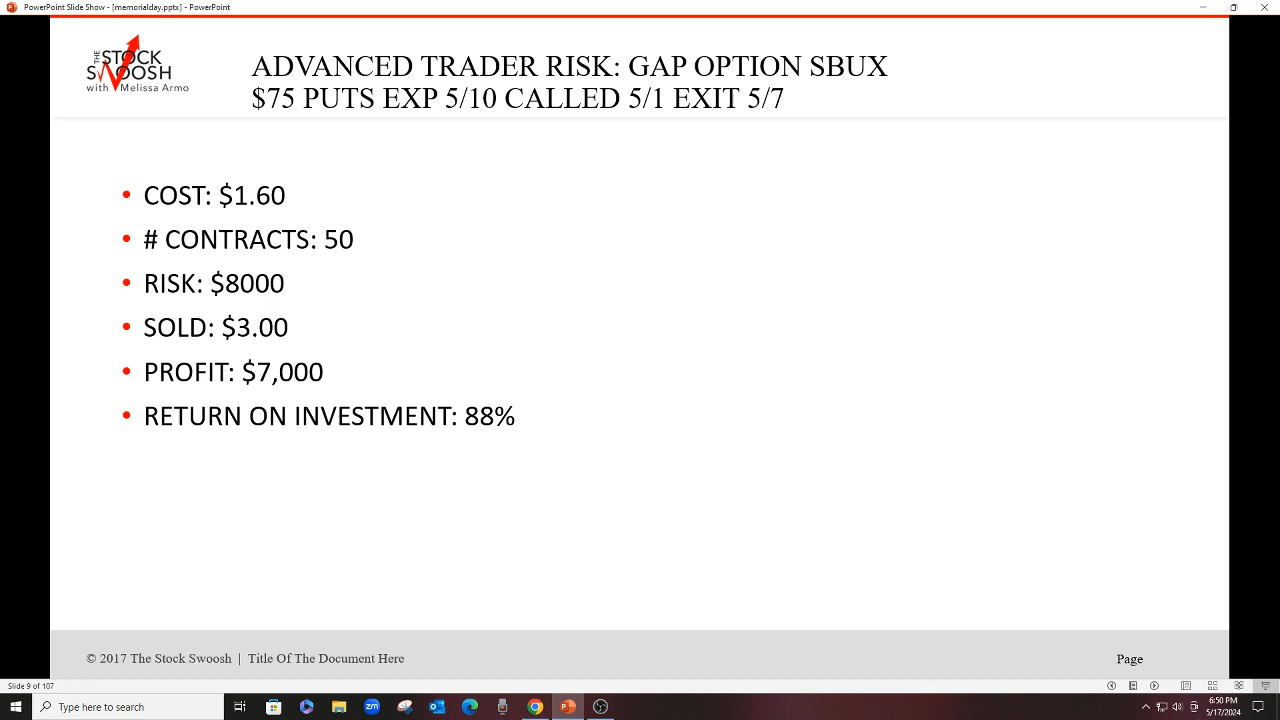 PowerPoint Slide Show - [memorialday.pptx] - PowerPoint
THE
STOCK
SWOOSH
with Melissa Armo
ADVANCED TRADER RISK: GAP OPTION SBUX
$75 PUTS EXP 5/10 CALLED 5/1 EXIT 5/7
• COST: $1.60
• # CONTRACTS: 50
• RISK: $8000
• SOLD: $3.00
• PROFIT: $7,000
• RETURN ON INVESTMENT: 88%
© 2017 The Stock Swoosh | Title Of The Document Here
Page
Slide 9 of 107
Type here to search
zm
6:50 PM
5/17/2024